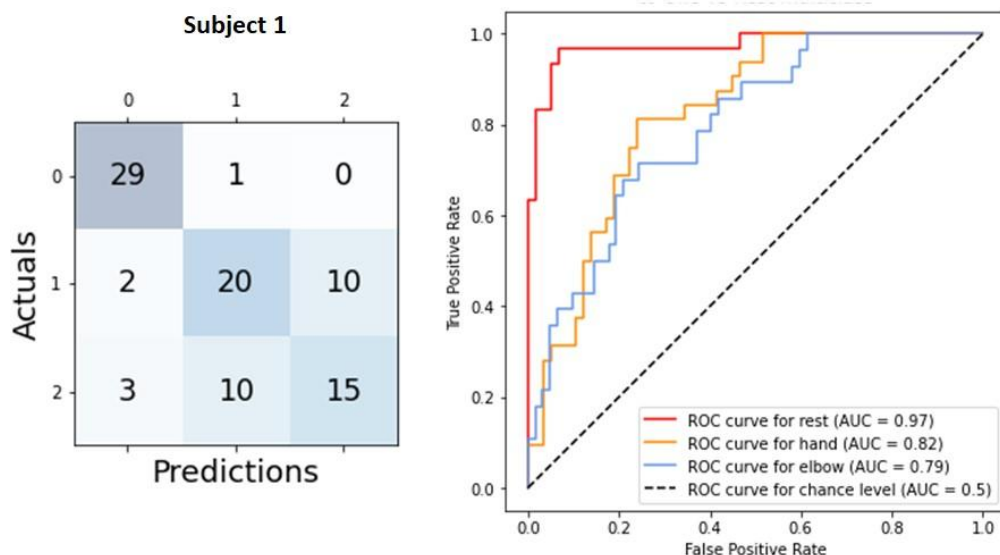 Subject 1
0 1 2
0 29 1 0
Actuals
1 2 20 10
2 3 10 15
Predictions
1.0
0.8
0.6
0.4
0.2
0.0
True Positive Rate
ROC curve for rest (AUC = 0.97)
ROC curve for hand (AUC = 0.82)
ROC curve for elbow (AUC = 0.79)
ROC curve for chance level (AUC = 0.5)
0.0 0.2 0.4 0.6 0.8 1.0
False Positive Rate